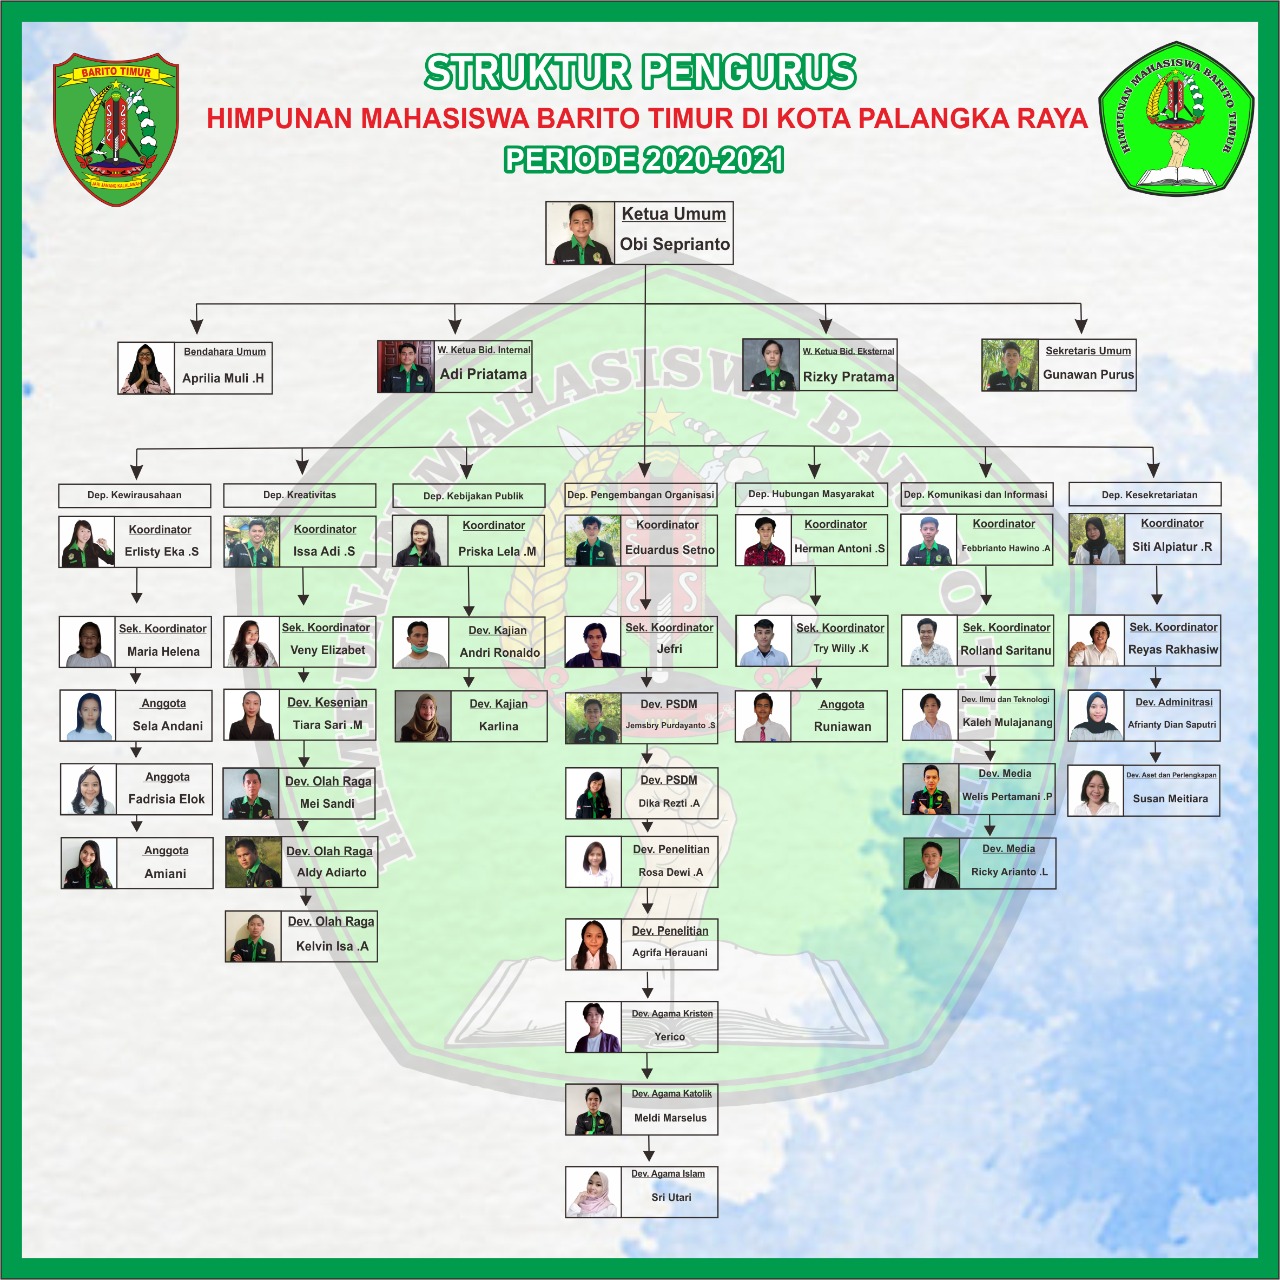 STRUKTUR PENGURUS
HIMPUNAN MAHASISWA BARITO TIMUR DI KOTA PALANGKA RAYA
PERIODE 2020-2021
BARITO TIMUR
JARI JANANG KALALAWAH
HIMPUNAN MAHASISWA BARITO TIMUR
Ketua Umum
Obi Seprianto
Bendahara Umum
Aprilia Muli .H
W. Ketua Bid. Internal
Adi Priatama
W. Ketua Bid. Eksternal
Rizky Pratama
Sekretaris Umum
Gunawan Purus
HIMPUNAN MAHASISWA BARITO TIMUR
Dep. Kewirausahaan
Koordinator
Erlisty Eka .S
Sek. Koordinator
Maria Helena
Anggota
Sela Andani
Anggota
Fadrisia Elok
Anggota
Amiani
Dep. Kreativitas
Koordinator
Issa Adi .S
Sek. Koordinator
Veny Elizabet
Dev. Kesenian
Tiara Sari .M
Dev. Olah Raga
Mei Sandi
Dev. Olah Raga
Aldy Adiarto
Dev. Olah Raga
Kelvin Isa .A
Dep. Kebijakan Publik
Koordinator
Priska Lela .M
Dev. Kajian
Andri Ronaldo
Dev. Kajian
Karlina
Dep. Pengembangan Organisasi
Koordinator
Eduardus Setno
Sek. Koordinator
Jefri
Dev. PSDM
Jemsbry Purdayanto .S
Dev. PSDM
Dika Rezti .A
Dev. Penelitian
Rosa Dewi .A
Dev. Penelitian
Agrifa Herauani
Dev. Agama Kristen
Yerico
Dev. Agama Katolik
Meldi Marselus
Dev. Agama Islam
Sri Utari
Dep. Hubungan Masyarakat
Koordinator
Herman Antoni .S
Sek. Koordinator
Try Willy .K
Anggota
Runiawan
Dep. Komunikasi dan Informasi
Koordinator
Febbrianto Hawino .A
Sek. Koordinator
Rolland Saritanu
Dev. Ilmu dan Teknologi
Kaleh Mulajanang
Dev. Media
Welis Pertamani .P
Dev. Media
Ricky Arianto .L
Dep. Kesekretariatan
Koordinator
Siti Alpiatur .R
Sek. Koordinator
Reyas Rakhasiw
Dev. Adminitrasi
Afrianty Dian Saputri
Dev. Aset dan Perlengkapan
Susan Meitiara